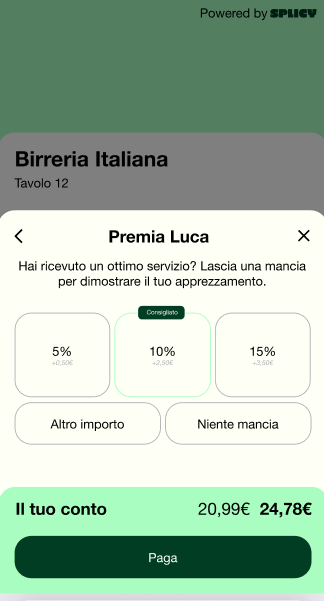 Powered by SPLICY
Birreria Italiana
Tavolo 12
Premia Luca
Hai ricevuto un ottimo servizio? Lascia una mancia
per dimostrare il tuo apprezzamento.
Consigliato
5% 10% 15%
+0,50€ +2,50€ +3,50€
Altro importo Niente mancia
Il tuo conto 20,99€ 24,78€
Paga